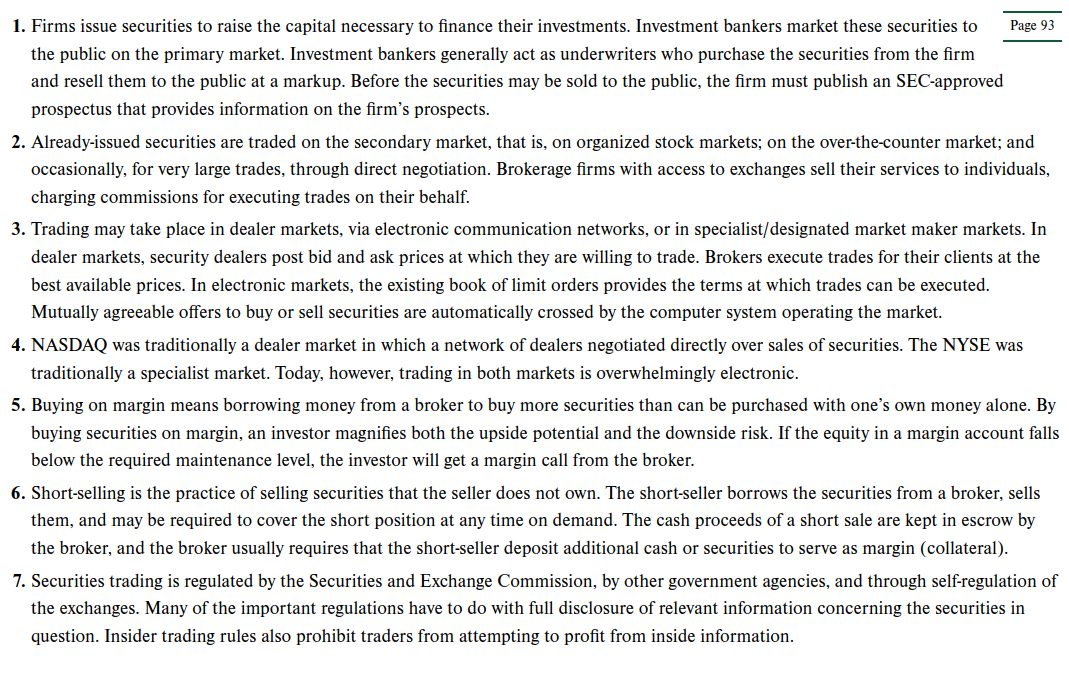 1. Firms issue securities to raise the capital necessary to finance their investments. Investment bankers market these securities to
Page 93
the public on the primary market. Investment bankers generally act as underwriters who purchase the securities from the firm
and resell them to the public at a markup. Before the securities may be sold to the public, the firm must publish an SEC-approved
prospectus that provides information on the firm’s prospects.
2. Already-issued securities are traded on the secondary market, that is, on organized stock markets; on the over-the-counter market; and
occasionally, for very large trades, through direct negotiation. Brokerage firms with access to exchanges sell their services to individuals,
charging commissions for executing trades on their behalf.
3. Trading may take place in dealer markets, via electronic communication networks, or in specialist/designated market maker markets. In
dealer markets, security dealers post bid and ask prices at which they are willing to trade. Brokers execute trades for their clients at the
best available prices. In electronic markets, the existing book of limit orders provides the terms at which trades can be executed.
Mutually agreeable offers to buy or sell securities are automatically crossed by the computer system operating the market.
4. NASDAQ was traditionally a dealer market in which a network of dealers negotiated directly over sales of securities. The NYSE was
traditionally a specialist market. Today, however, trading in both markets is overwhelmingly electronic.
5. Buying on margin means borrowing money from a broker to buy more securities than can be purchased with one’s own money alone. By
buying securities on margin, an investor magnifies both the upside potential and the downside risk. If the equity in a margin account falls
below the required maintenance level, the investor will get a margin call from the broker.
6. Short-selling is the practice of selling securities that the seller does not own. The short-seller borrows the securities from a broker, sells
them, and may be required to cover the short position at any time on demand. The cash proceeds of a short sale are kept in escrow by
the broker, and the broker usually requires that the short-seller deposit additional cash or securities to serve as margin (collateral).
7. Securities trading is regulated by the Securities and Exchange Commission, by other government agencies, and through self-regulation of
the exchanges. Many of the important regulations have to do with full disclosure of relevant information concerning the securities in
question. Insider trading rules also prohibit traders from attempting to profit from inside information.